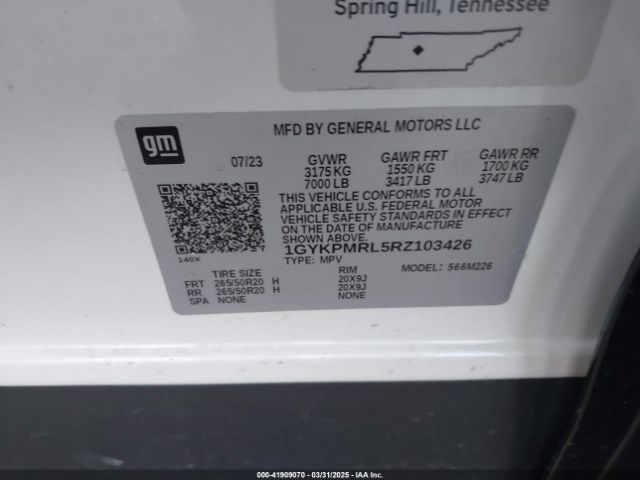 Spring Hill, Tennessee
gm
MFD BY GENERAL MOTORS LLC
07/23 GVWR GAWR FRT GAWR RR
3175 KG 1550 KG 1700 KG
7000 LB 3417 LB 3747 LB
THIS VEHICLE CONFORMS TO ALL
APPLICABLE U.S. FEDERAL MOTOR
VEHICLE SAFETY STANDARDS IN EFFECT
ON THE DATE OF MANUFACTURE
SHOWN ABOVE.
1GYKPMRL5RZ103426
140X
TYPE: MPV MODEL: 566M226
TIRE SIZE RIM
FRT 265/50R20 H 20X9J
RR 265/50R20 H 20X9J
SPA NONE NONE
000-41909070 - 03/31/2025 - IAAI.COM